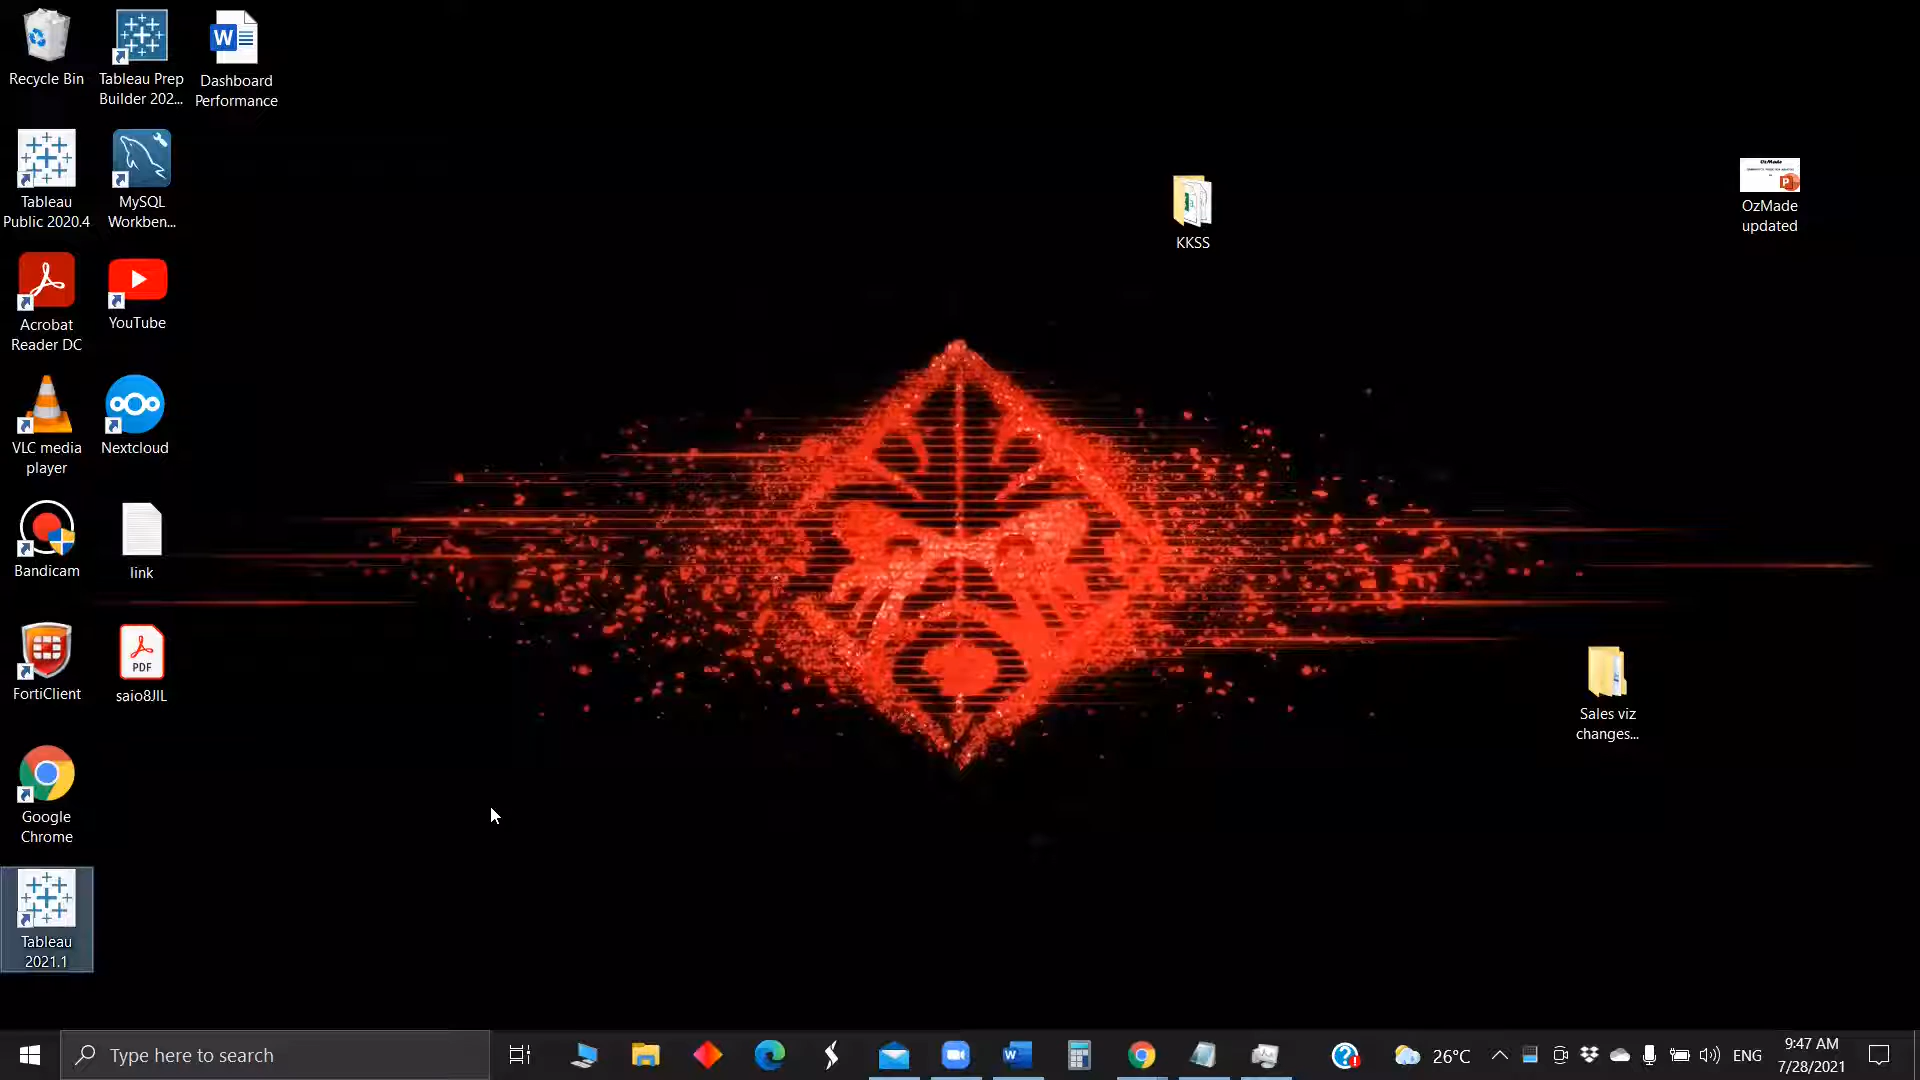 Recycle Bin
Tableau Prep
Builder 202...
W
Dashboard
Performance
Tableau
Public 2020.4
MySQL
Workben...
Acrobat
Reader DC
YouTube
VLC media
player
Nextcloud
Bandicam
link
FortiClient
PDF
saio8JIL
Google
Chrome
Tableau
2021.1
KKSS
OzMade
P
OzMade
updated
Sales viz
changes...
Type here to search
W
26°C
ENG
9:47 AM
7/28/2021